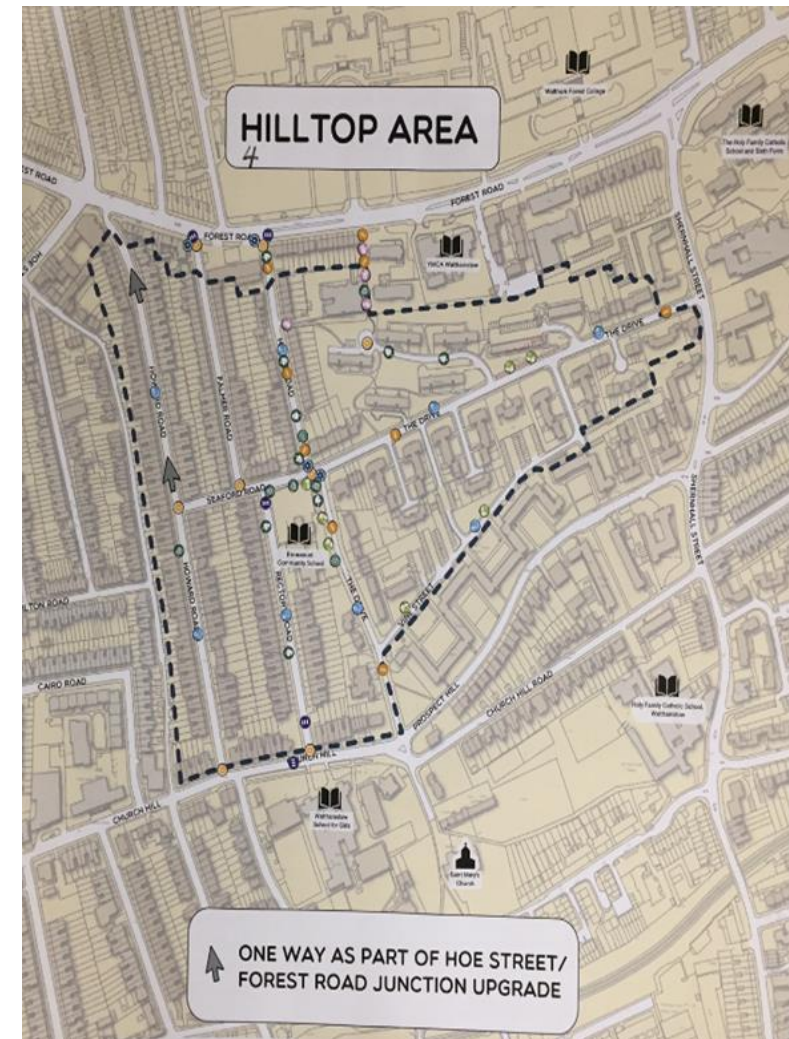 Waltham Forest College
The Holy Family Catholic
School and Sixth Form
HILLTOP AREA
4
FOREST ROAD
FOREST ROAD
YMCA Walthamstow
SHERNHALL STREET
THE DRIVE
PALMER ROAD
THE DRIVE
SEAFORD ROAD
Emmanuel
Community School
SHERNHALL STREET
HOWARD ROAD
THE DRIVE
VINE STREET
CAIRO ROAD
PROSPECT HILL
CHURCH HILL ROAD
Holy Family Catholic School,
Walthamstow
CHURCH HILL
Walthamstow
School for Girls
Saint Mary's
Church
ONE WAY AS PART OF HOE STREET/
FOREST ROAD JUNCTION UPGRADE